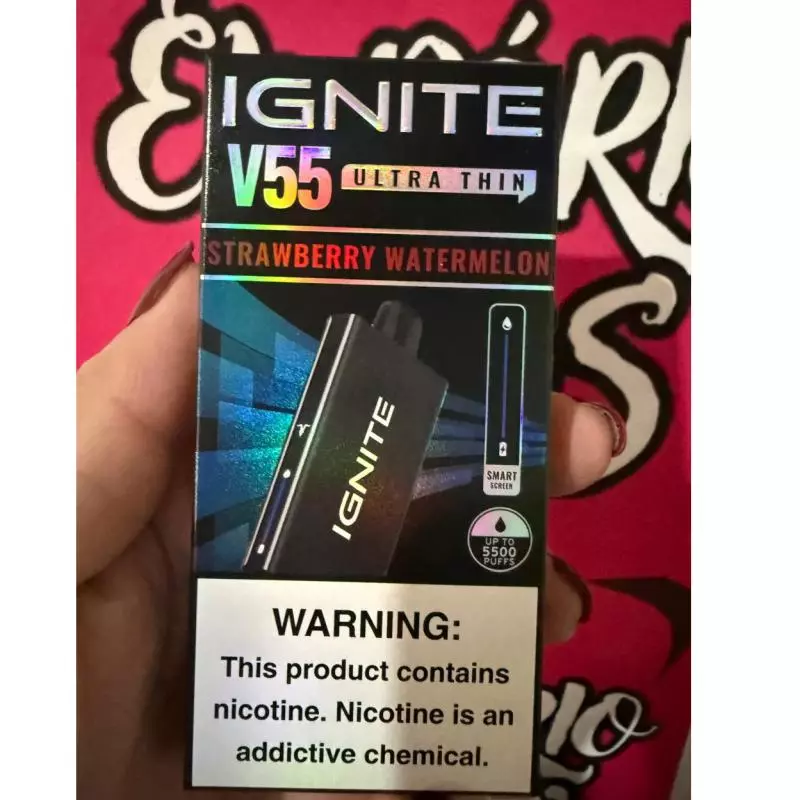 IGNITE
V55 ULTRA THIN
STRAWBERRY WATERMELON
IGNITE
SMART
SCREEN
UP TO
5500
PUFFS
WARNING:
This product contains
nicotine. Nicotine is an
addictive chemical.